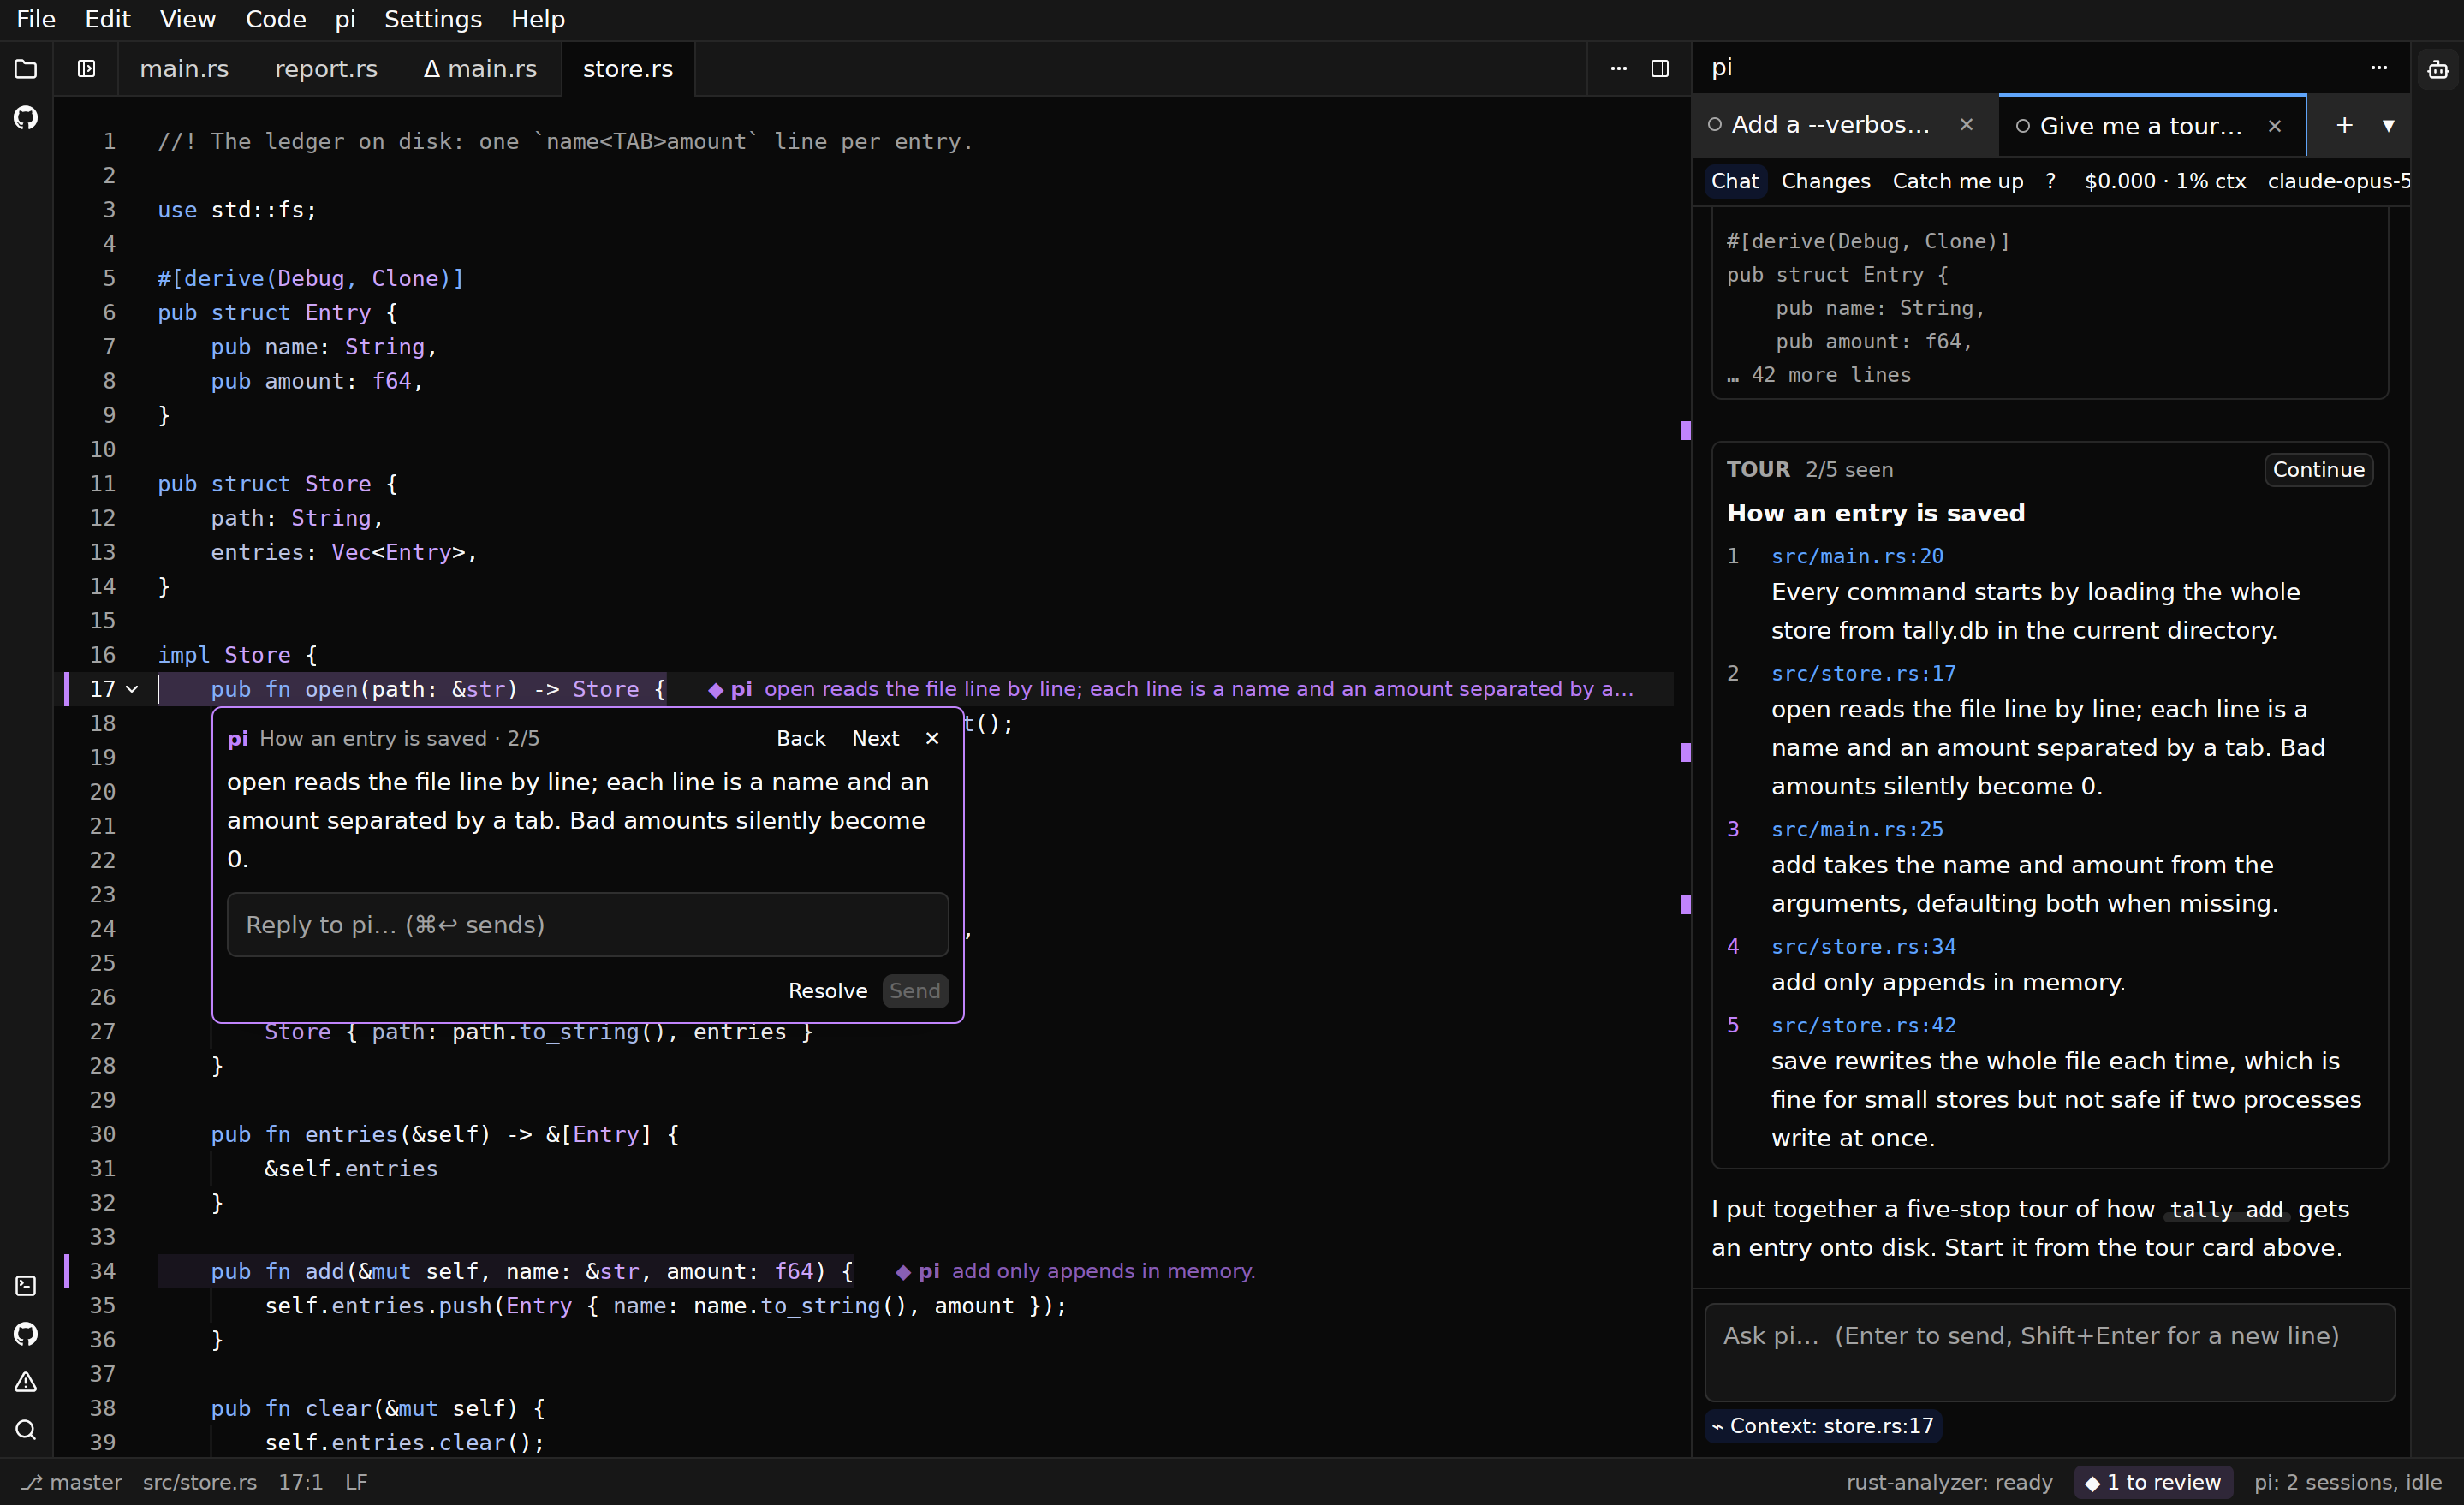 File Edit View Code pi Settings Help
main.rs report.rs Δ main.rs store.rs
1 //! The ledger on disk: one `name<TAB>amount` line per entry.
2
3 use std::fs;
4
5 #[derive(Debug, Clone)]
6 pub struct Entry {
7 pub name: String,
8 pub amount: f64,
9 }
10
11 pub struct Store {
12 path: String,
13 entries: Vec<Entry>,
14 }
15
16 impl Store {
17 pub fn open(path: &str) -> Store { ◆ pi open reads the file line by line; each line is a name and an amount separated by a…
18 t();
19
20
21
22
23
24 ,
25
26
27 Store { path: path.to_string(), entries }
28 }
29
30 pub fn entries(&self) -> &[Entry] {
31 &self.entries
32 }
33
34 pub fn add(&mut self, name: &str, amount: f64) { ◆ pi add only appends in memory.
35 self.entries.push(Entry { name: name.to_string(), amount });
36 }
37
38 pub fn clear(&mut self) {
39 self.entries.clear();
pi How an entry is saved · 2/5 Back Next ✕
open reads the file line by line; each line is a name and an
amount separated by a tab. Bad amounts silently become
0.
Reply to pi… (⌘↩ sends)
Resolve Send
pi ···
Add a --verbos… ✕ Give me a tour… ✕ + ▾
Chat Changes Catch me up ? $0.000 · 1% ctx claude-opus-5
#[derive(Debug, Clone)]
pub struct Entry {
pub name: String,
pub amount: f64,
… 42 more lines
TOUR 2/5 seen Continue
How an entry is saved
1 src/main.rs:20
Every command starts by loading the whole
store from tally.db in the current directory.
2 src/store.rs:17
open reads the file line by line; each line is a
name and an amount separated by a tab. Bad
amounts silently become 0.
3 src/main.rs:25
add takes the name and amount from the
arguments, defaulting both when missing.
4 src/store.rs:34
add only appends in memory.
5 src/store.rs:42
save rewrites the whole file each time, which is
fine for small stores but not safe if two processes
write at once.
I put together a five-stop tour of how tally add gets
an entry onto disk. Start it from the tour card above.
Ask pi… (Enter to send, Shift+Enter for a new line)
⌁ Context: store.rs:17
⎇ master src/store.rs 17:1 LF
rust-analyzer: ready ◆ 1 to review pi: 2 sessions, idle